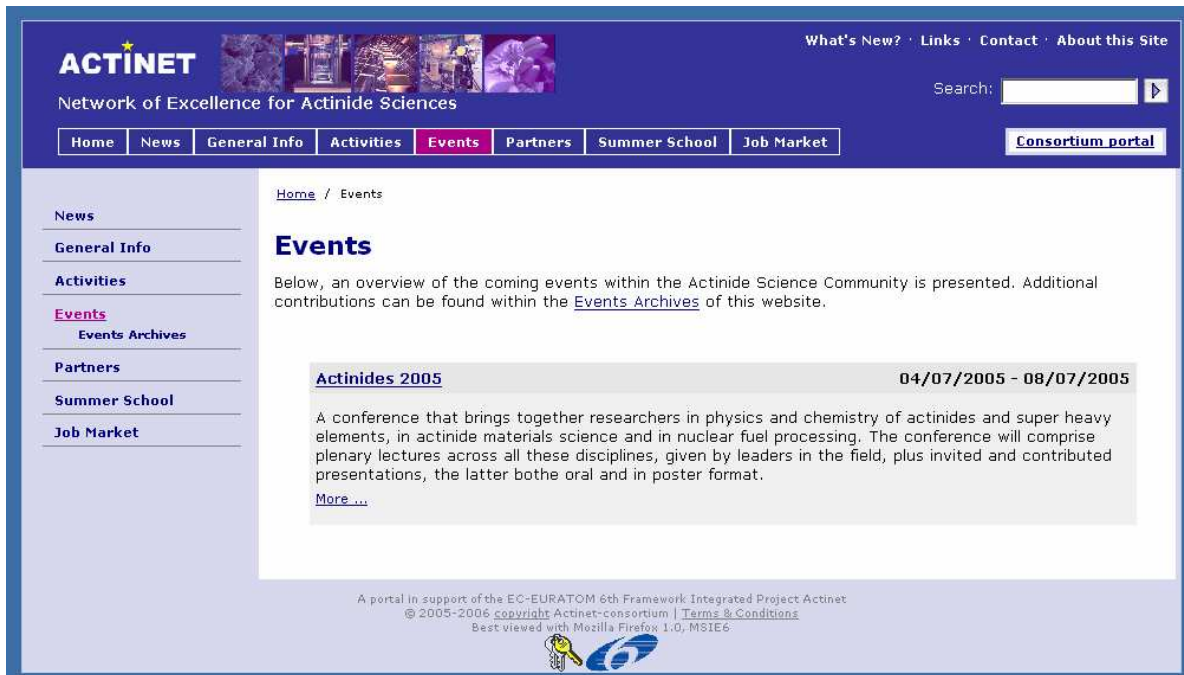 What's New? · Links · Contact · About this Site
ACTINET
Search:
Network of Excellence for Actinide Sciences
Home News General Info Activities Events Partners Summer School Job Market Consortium portal
Home / Events
News
General Info
Activities
Events
Events Archives
Partners
Summer School
Job Market
Events
Below, an overview of the coming events within the Actinide Science Community is presented. Additional
contributions can be found within the Events Archives of this website.
Actinides 2005 04/07/2005 - 08/07/2005
A conference that brings together researchers in physics and chemistry of actinides and super heavy
elements, in actinide materials science and in nuclear fuel processing. The conference will comprise
plenary lectures across all these disciplines, given by leaders in the field, plus invited and contributed
presentations, the latter bothe oral and in poster format.
More ...
A portal in support of the EC-EURATOM 6th Framework Integrated Project Actinet
© 2005-2006 copyright Actinet-consortium | Terms & Conditions
Best viewed with Mozilla Firefox 1.0, MSIE6
6